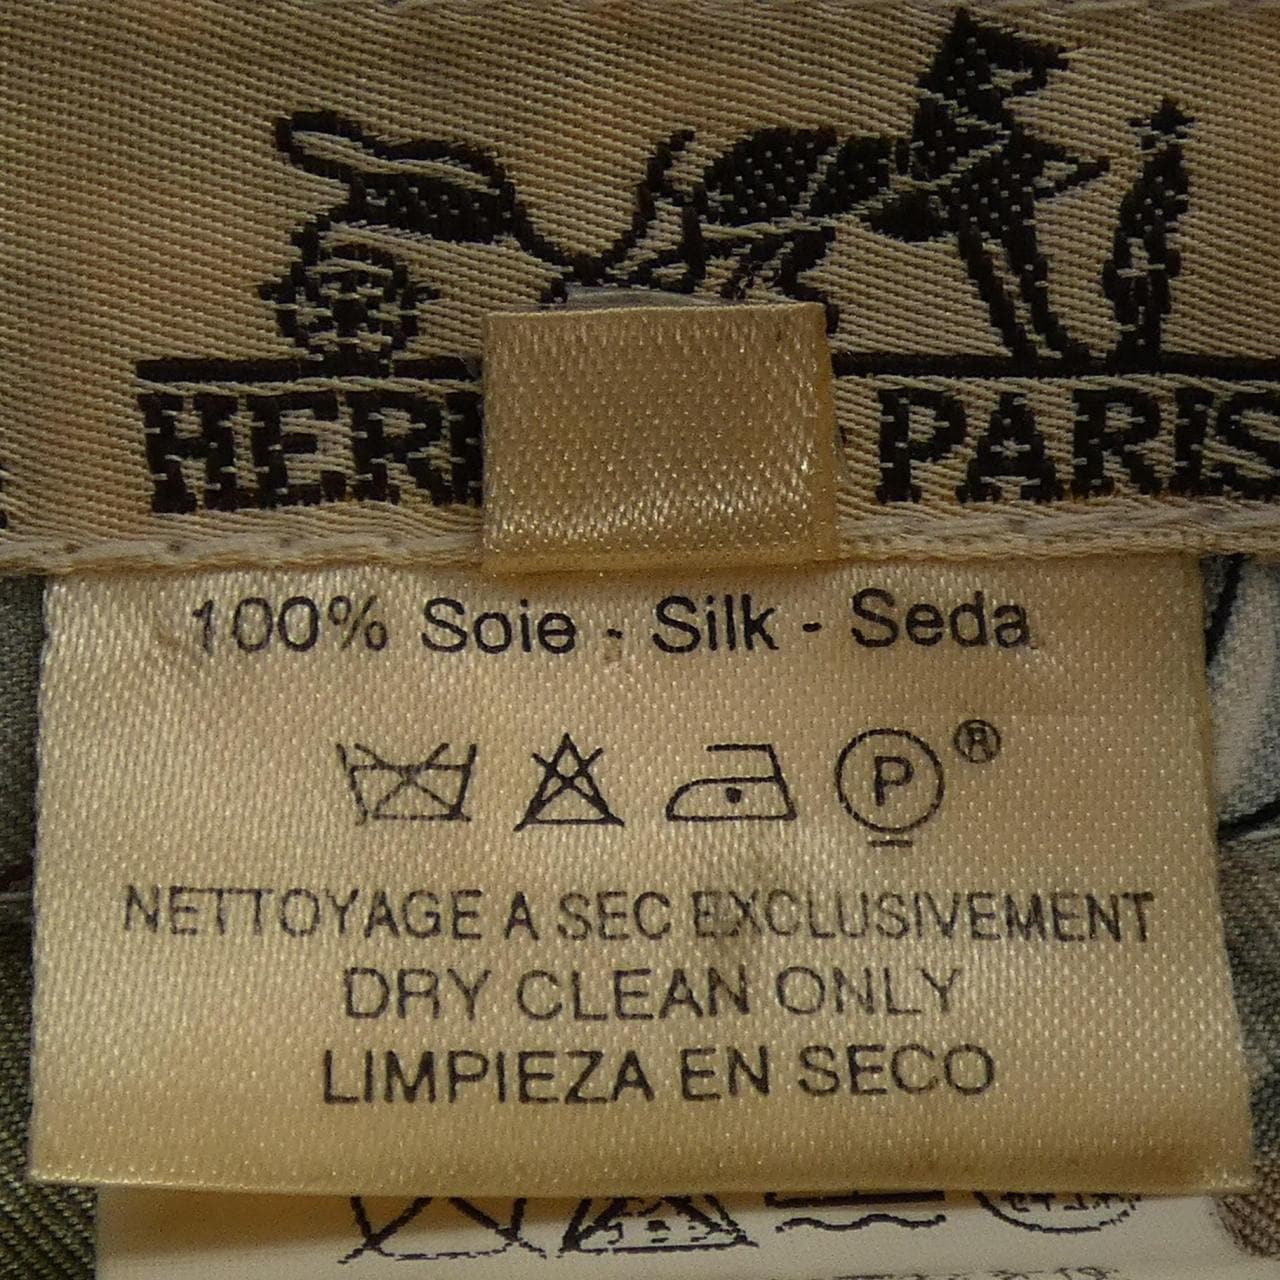 HER PARIS
100% Soie - Silk - Seda
P ®
NETTOYAGE A SEC EXCLUSIVEMENT
DRY CLEAN ONLY
LIMPIEZA EN SECO